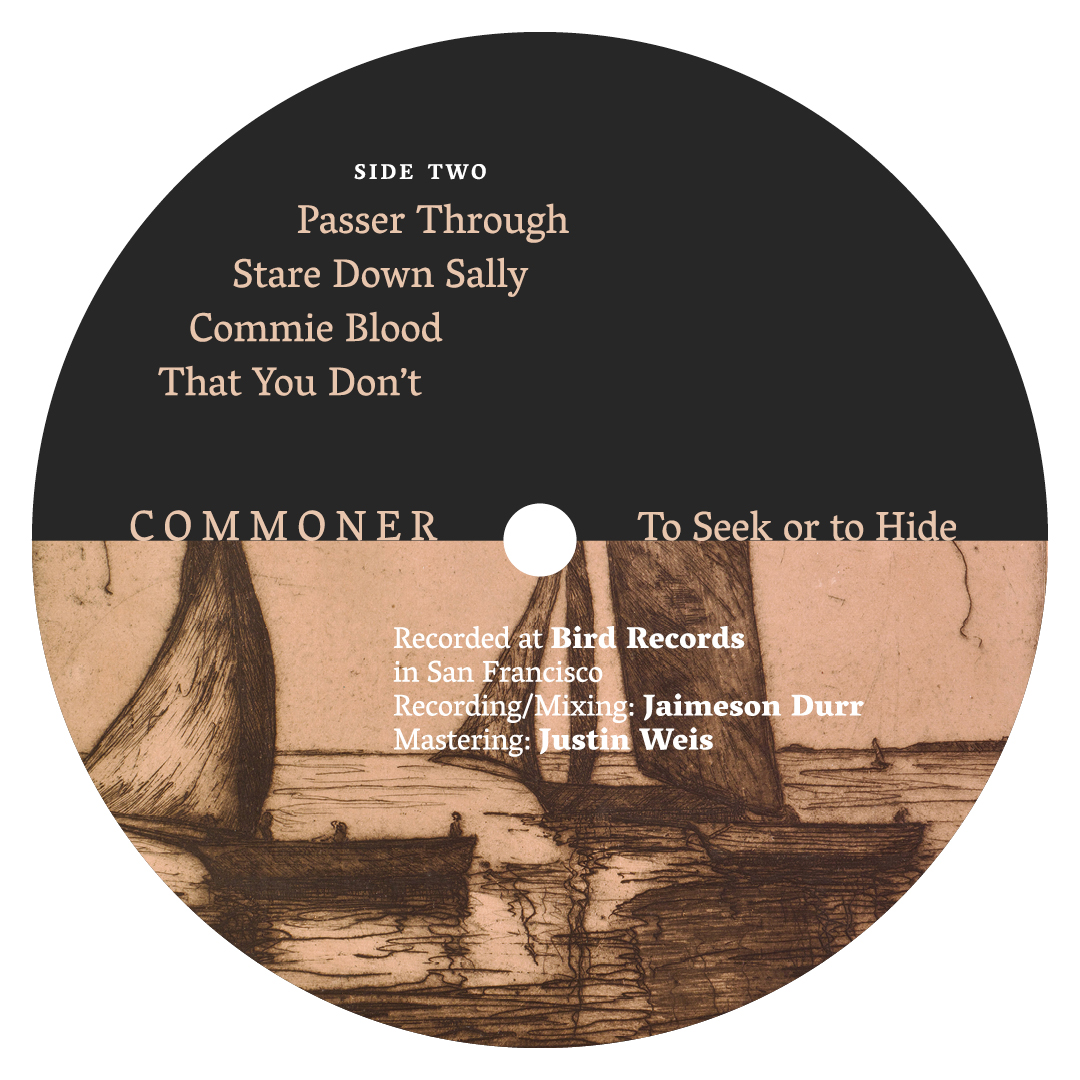 SIDE TWO
Passer Through
Stare Down Sally
Commie Blood
That You Don’t
COMMONER
To Seek or to Hide
Recorded at Bird Records
in San Francisco
Recording/Mixing: Jaimeson Durr
Mastering: Justin Weis